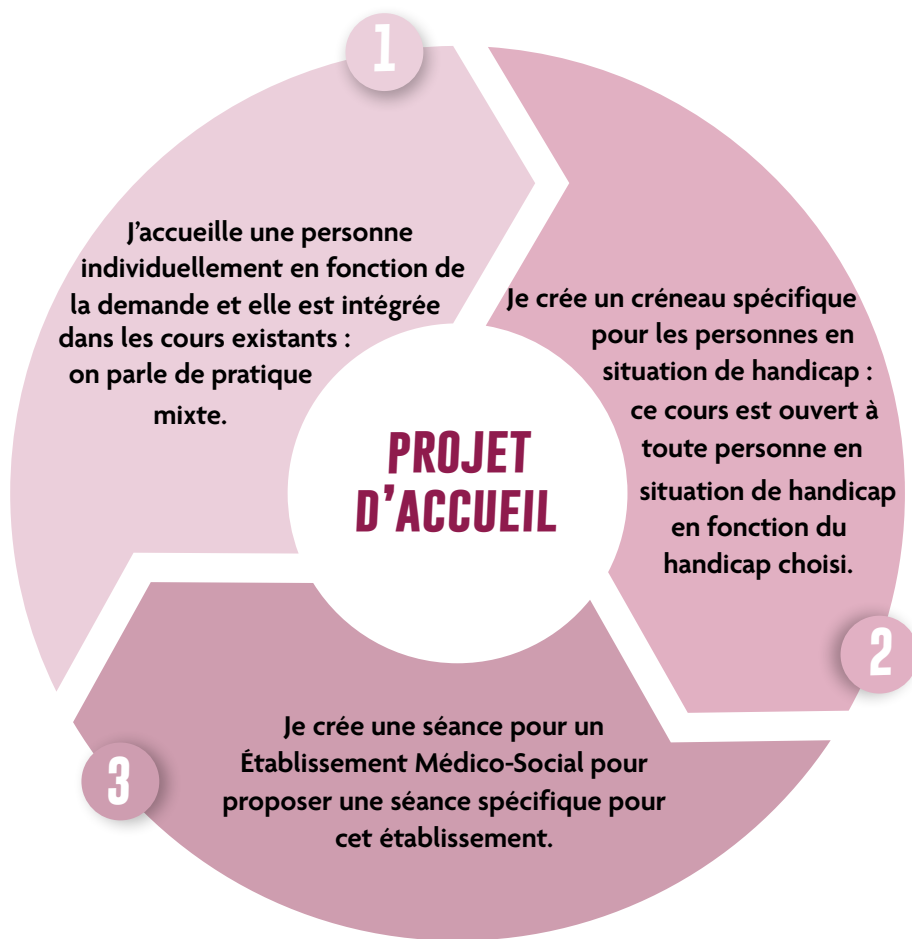 1
J'accueille une personne
individuellement en fonction de
la demande et elle est intégrée
dans les cours existants :
on parle de pratique
mixte.
Je crée un créneau spécifique
pour les personnes en
situation de handicap :
ce cours est ouvert à
toute personne en
situation de handicap
en fonction du
handicap choisi.
2
PROJET
D'ACCUEIL
3
Je crée une séance pour un
Établissement Médico-Social pour
proposer une séance spécifique pour
cet établissement.